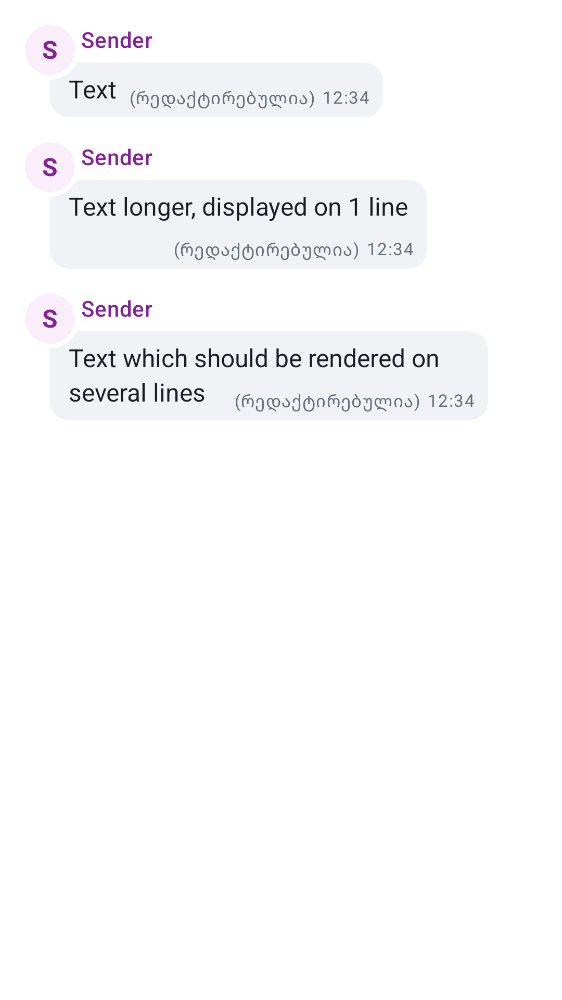 S Sender
Text (რედაქტირებულია) 12:34
S Sender
Text longer, displayed on 1 line
(რედაქტირებულია) 12:34
S Sender
Text which should be rendered on
several lines (რედაქტირებულია) 12:34